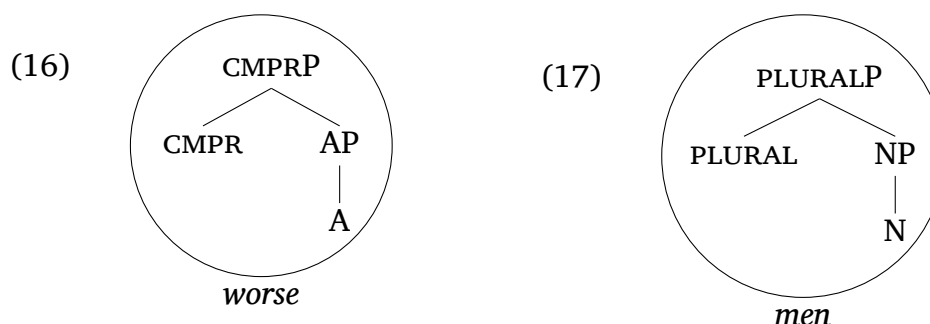 (16)
CMPRP
CMPR AP
A
worse
(17)
PLURALP
PLURAL NP
N
men